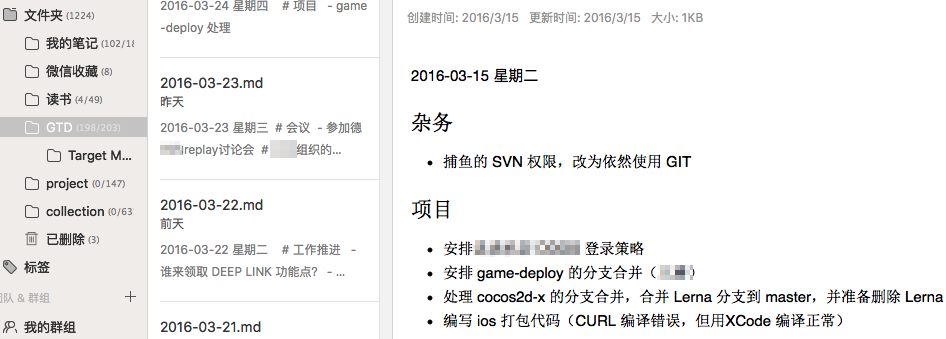 文件夹 (1224)
我的笔记 (102/18
微信收藏 (8)
读书 (4/49)
GTD (198/203)
Target M...
project (0/147)
collection (0/63
已删除 (3)
标签
团队 & 群组 +
我的群组
2016-03-24 星期四 # 项目 - game
-deploy 处理
2016-03-23.md
昨天
2016-03-23 星期三 # 会议 - 参加德
replay讨论会 # 组织的...
2016-03-22.md
前天
2016-03-22 星期二 # 工作推进 -
谁来领取 DEEP LINK 功能点? - ...
2016-03-21.md
创建时间: 2016/3/15 更新时间: 2016/3/15 大小: 1KB
2016-03-15 星期二
杂务
• 捕鱼的 SVN 权限，改为依然使用 GIT
项目
• 安排 登录策略
• 安排 game-deploy 的分支合并（ ）
• 处理 cocos2d-x 的分支合并，合并 Lerna 分支到 master，并准备删除 Lerna
• 编写 ios 打包代码（CURL 编译错误，但用XCode 编译正常）